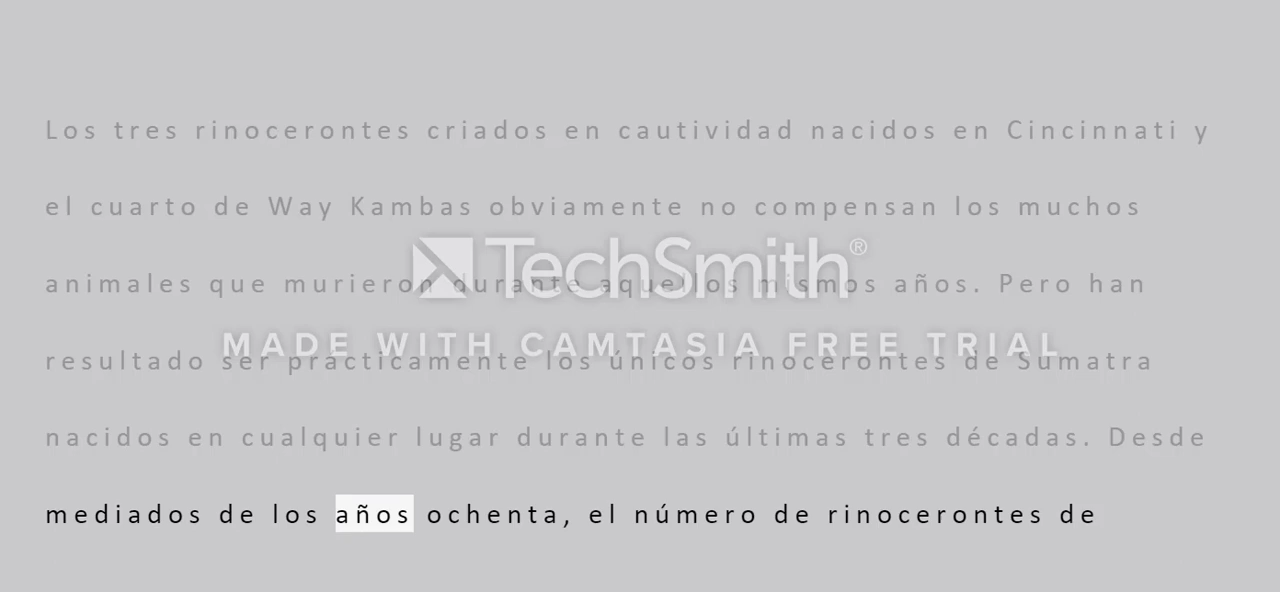 Los tres rinocerontes criados en cautividad nacidos en Cincinnati y
el cuarto de Way Kambas obviamente no compensan los muchos
TechSmith®
animales que murieron durante aquellos mismos años. Pero han
MADE WITH CAMTASIA FREE TRIAL
resultado ser prácticamente los únicos rinocerontes de Sumatra
nacidos en cualquier lugar durante las últimas tres décadas. Desde
mediados de los años ochenta, el número de rinocerontes de